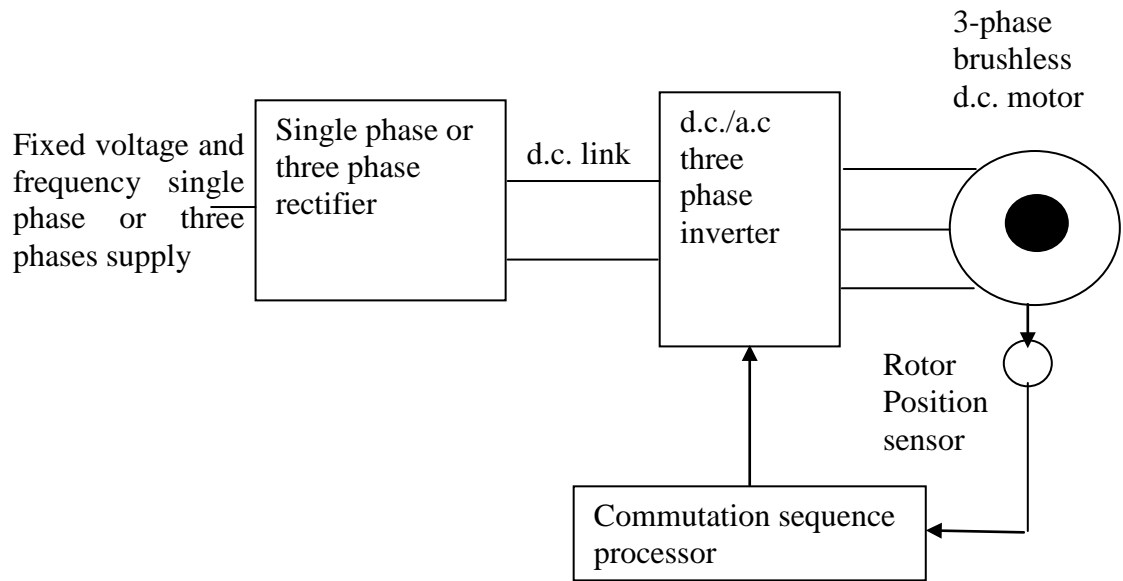 3-phase
brushless
d.c. motor
Fixed voltage and
frequency single
phase or three
phases supply
Single phase or
three phase
rectifier
d.c. link
d.c./a.c
three
phase
inverter
Rotor
Position
sensor
Commutation sequence
processor